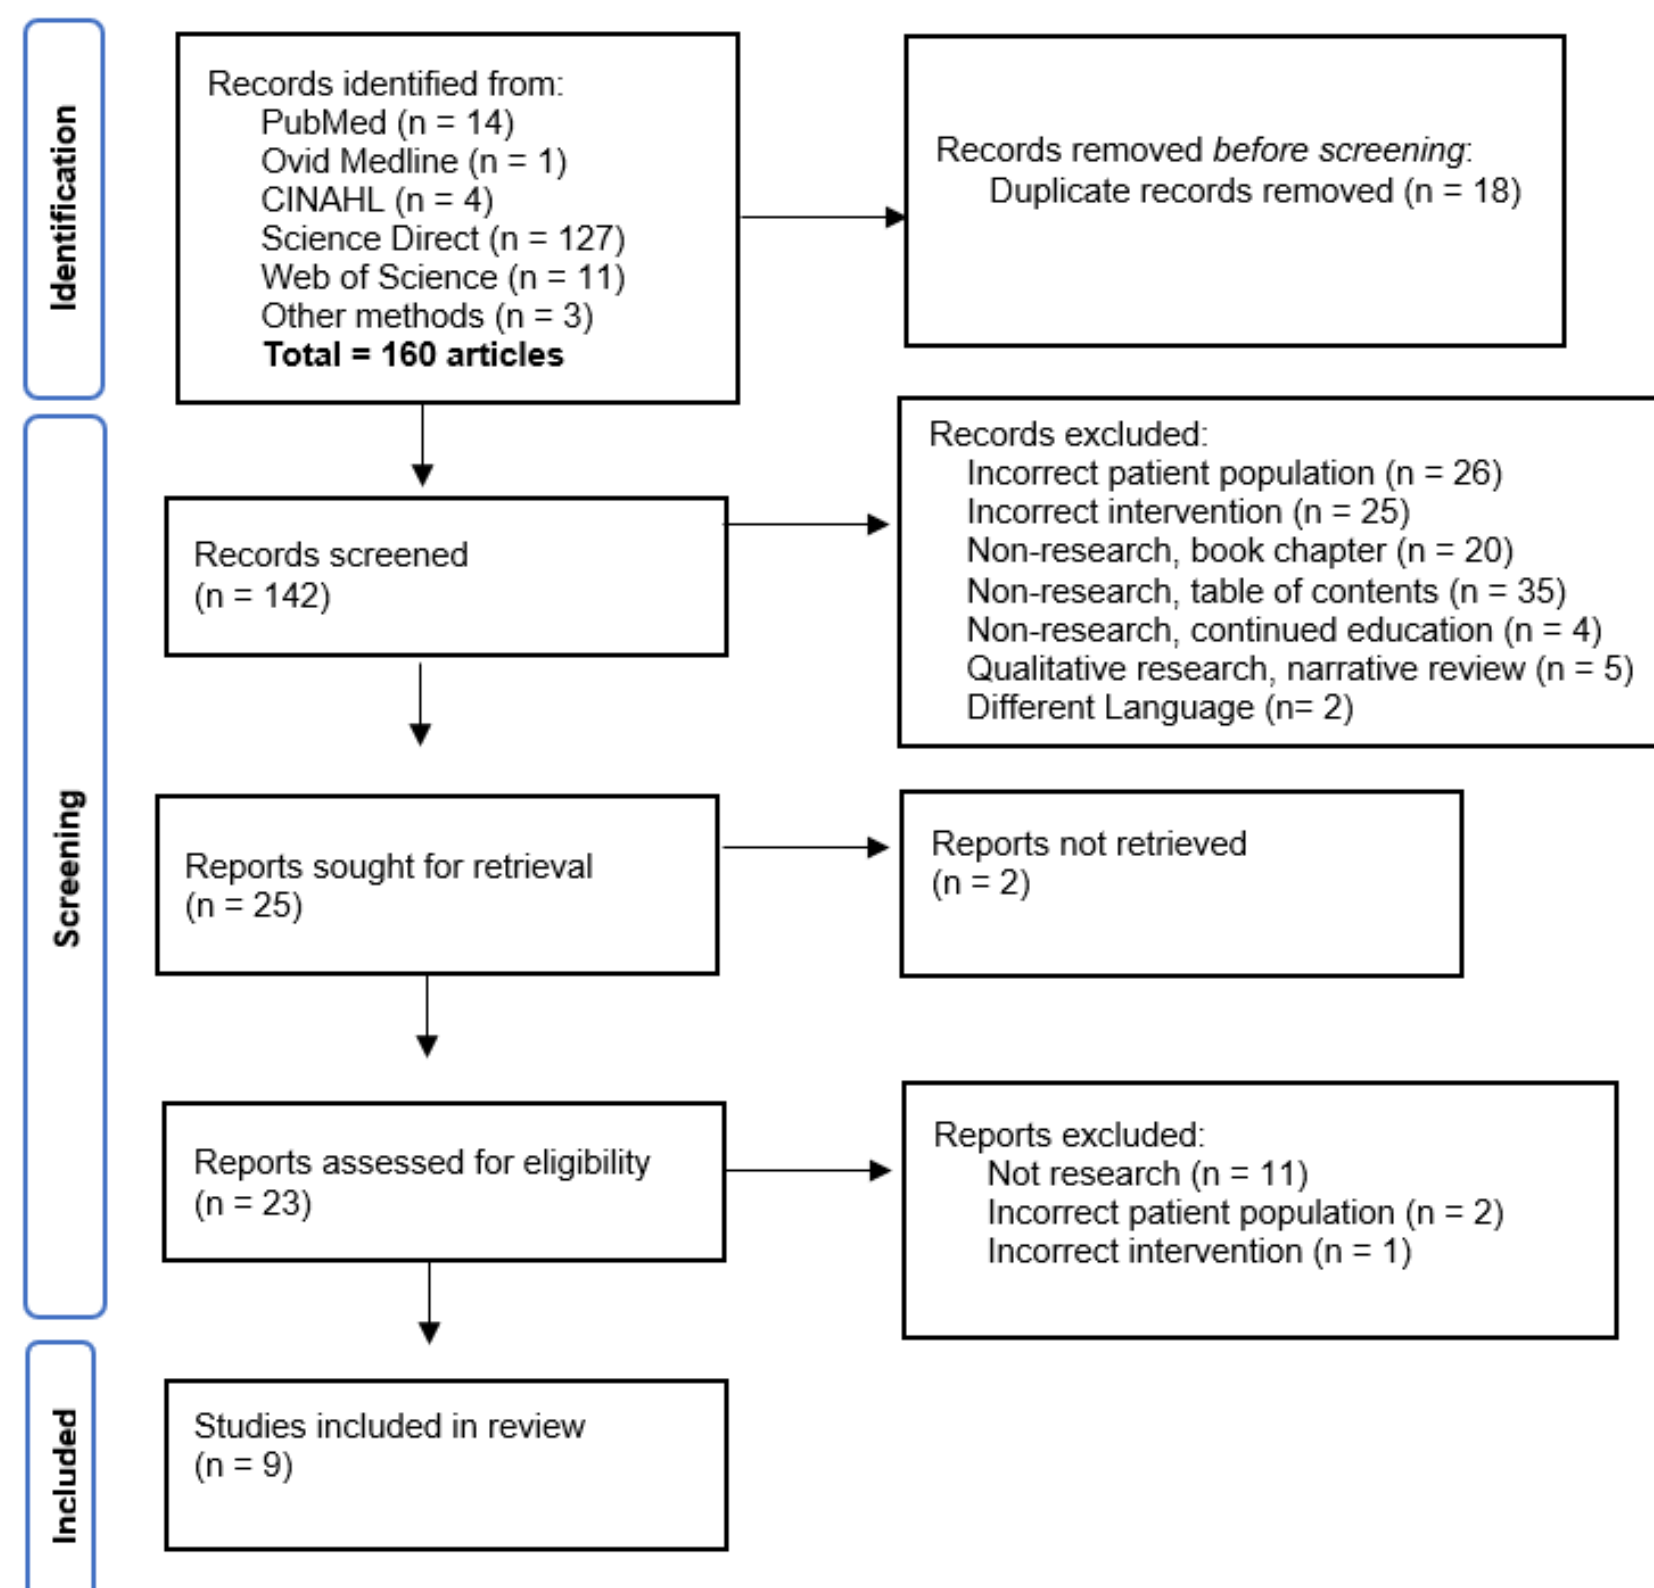 Identification
Records identified from:
PubMed (n = 14)
Ovid Medline (n = 1)
CINAHL (n = 4)
Science Direct (n = 127)
Web of Science (n = 11)
Other methods (n = 3)
Total = 160 articles
Records removed before screening:
Duplicate records removed (n = 18)
Screening
Records screened
(n = 142)
Records excluded:
Incorrect patient population (n = 26)
Incorrect intervention (n = 25)
Non-research, book chapter (n = 20)
Non-research, table of contents (n = 35)
Non-research, continued education (n = 4)
Qualitative research, narrative review (n = 5)
Different Language (n= 2)
Reports sought for retrieval
(n = 25)
Reports not retrieved
(n = 2)
Reports assessed for eligibility
(n = 23)
Reports excluded:
Not research (n = 11)
Incorrect patient population (n = 2)
Incorrect intervention (n = 1)
Included
Studies included in review
(n = 9)